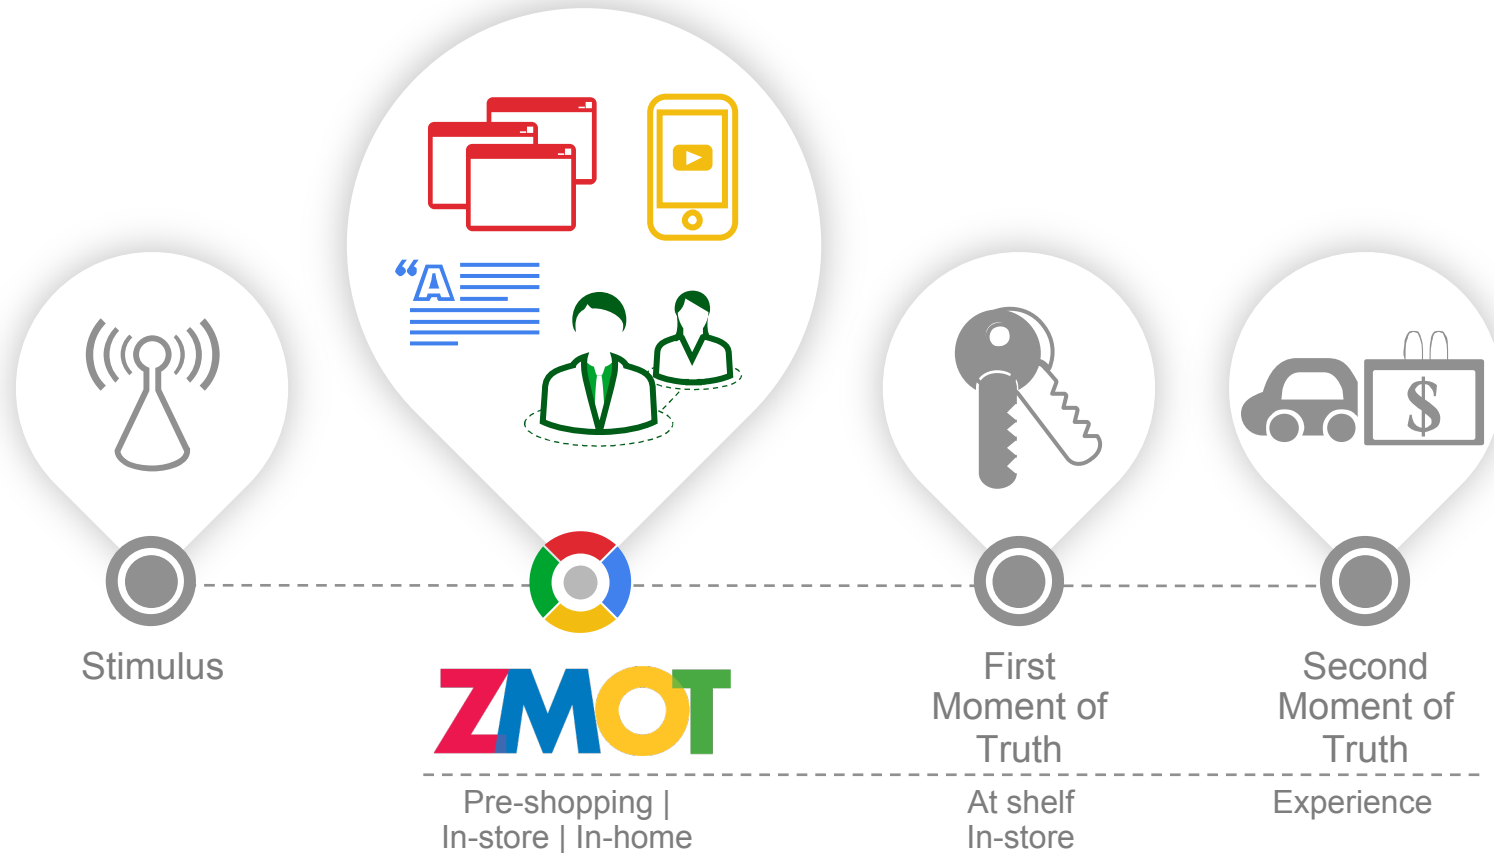 “A
$
Stimulus
ZMOT
First
Moment of
Truth
Second
Moment of
Truth
Pre-shopping |
In-store | In-home
At shelf
In-store
Experience